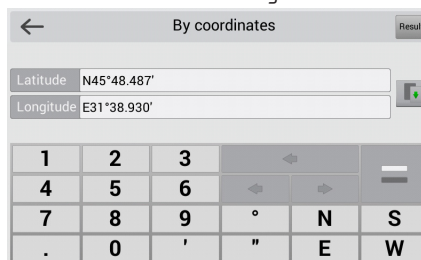 By coordinates
Latitude N45°48.487'
Longitude E31°38.930'
1 2 3
4 5 6
7 8 9 ° N S
. 0 ' " E W